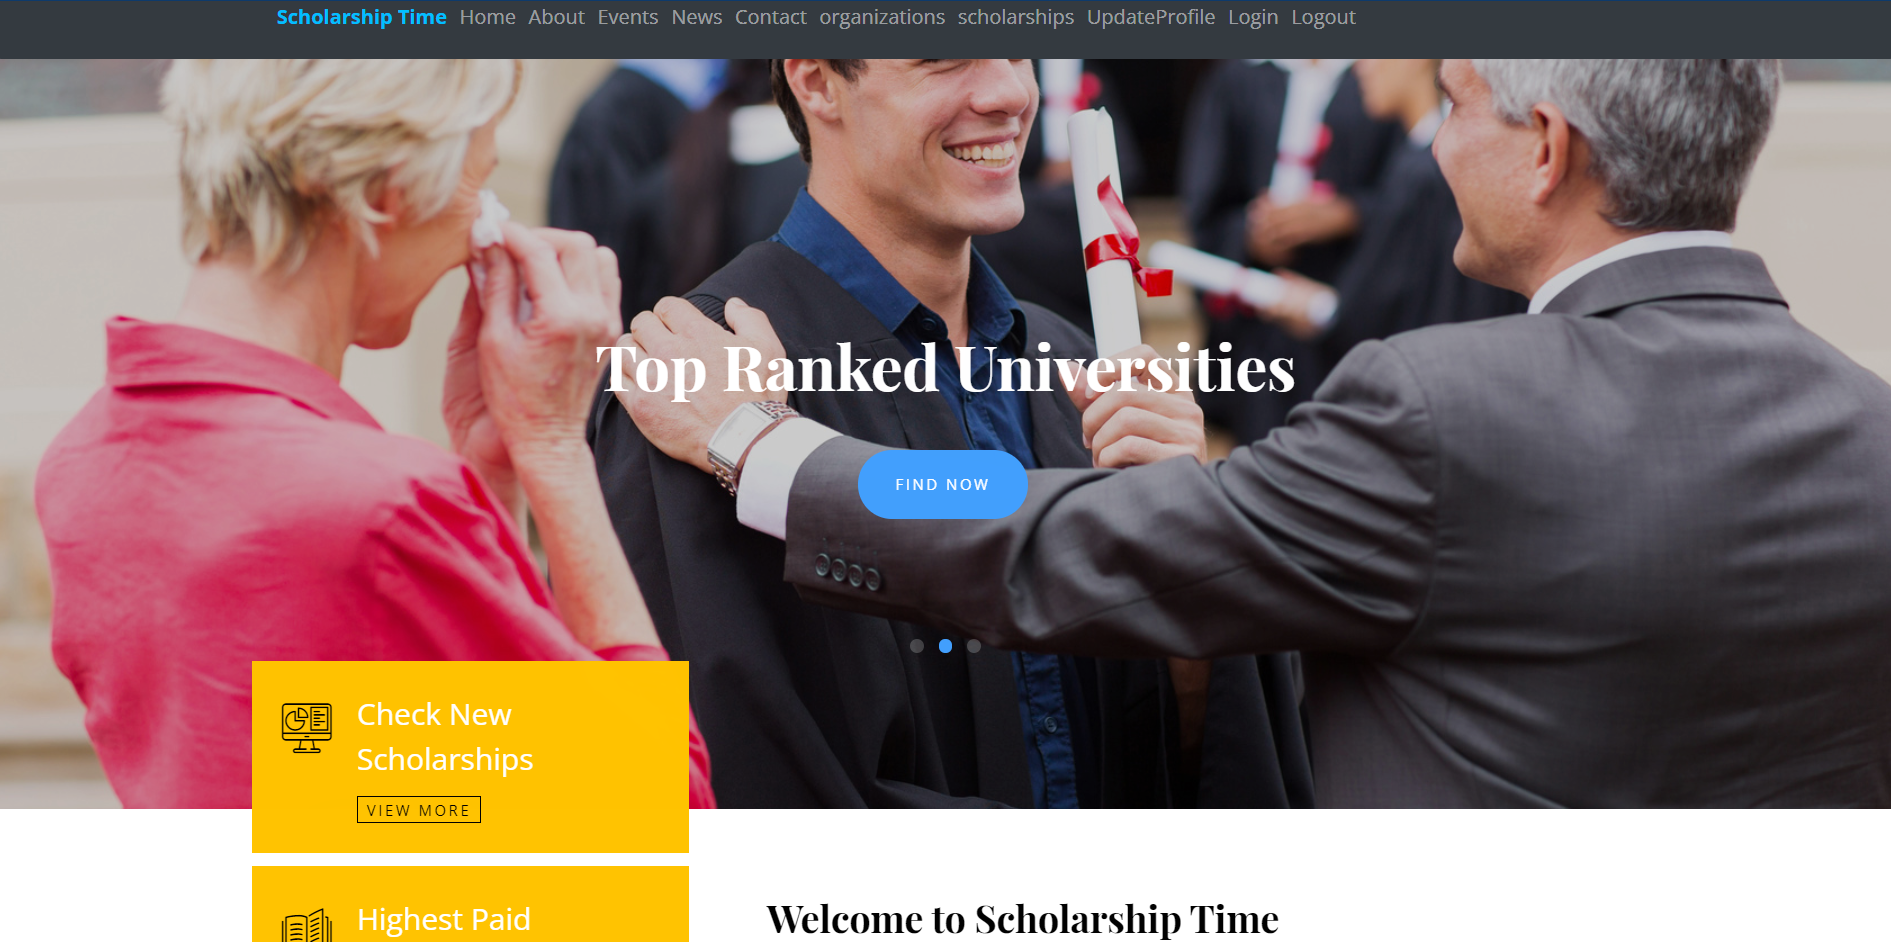 Scholarship Time Home About Events News Contact organizations scholarships UpdateProfile Login Logout
Top Ranked Universities
FIND NOW
Check New
Scholarships
VIEW MORE
Highest Paid
Welcome to Scholarship Time